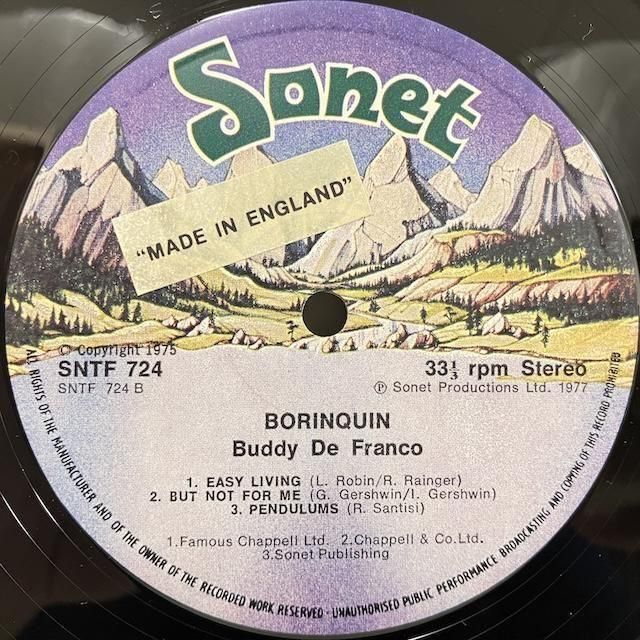 Sonet
"MADE IN ENGLAND"
© Copyright 1975
SNTF 724
SNTF 724 B
33⅓ rpm Stereo
℗ Sonet Productions Ltd. 1977
BORINQUIN
Buddy De Franco
1. EASY LIVING (L. Robin/R. Rainger)
2. BUT NOT FOR ME (G. Gershwin/I. Gershwin)
3. PENDULUMS (R. Santisi)
1.Famous Chappell Ltd. 2.Chappell & Co.Ltd.
3.Sonet Publishing
ALL RIGHTS OF THE MANUFACTURER AND OF THE OWNER OF THE RECORDED WORK RESERVED · UNAUTHORISED PUBLIC PERFORMANCE BROADCASTING AND COPYING OF THIS RECORD PROHIBITED